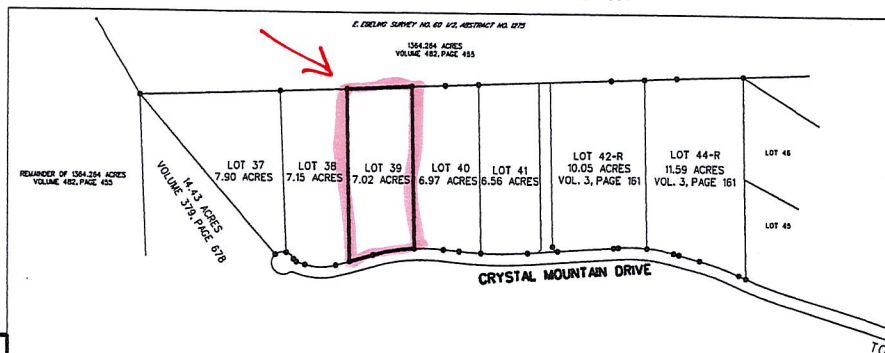 E. EBELING SURVEY NO. 60 1/2, ABSTRACT NO. 1275
1364.264 ACRES
VOLUME 482, PAGE 455
REMAINDER OF 1364.264 ACRES
VOLUME 482, PAGE 455
14.43 ACRES
VOLUME 379, PAGE 678
LOT 37
7.90 ACRES
LOT 38
7.15 ACRES
LOT 39
7.02 ACRES
LOT 40
6.97 ACRES
LOT 41
6.56 ACRES
LOT 42-R
10.05 ACRES
VOL. 3, PAGE 161
LOT 44-R
11.59 ACRES
VOL. 3, PAGE 161
LOT 46
LOT 45
CRYSTAL MOUNTAIN DRIVE